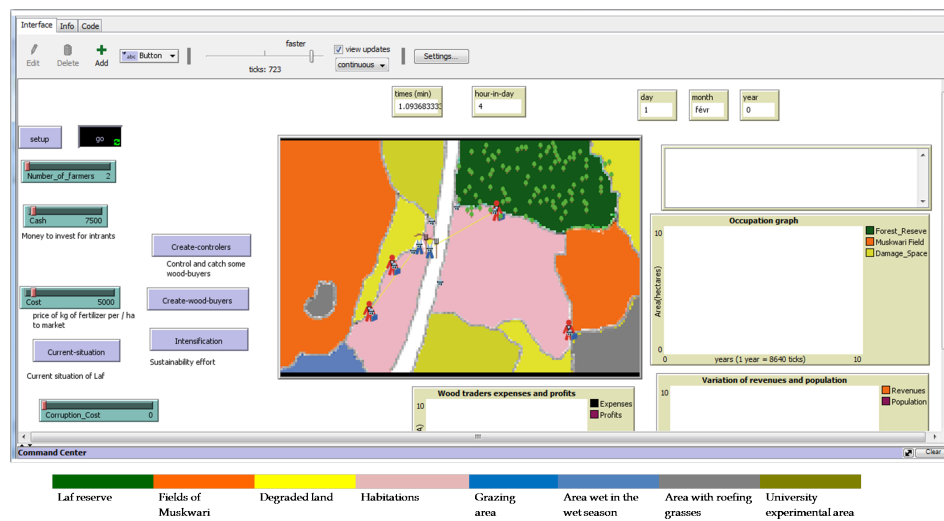 Interface Info Code
Edit Delete Add
abc Button
faster
ticks: 723
view updates
continuous
Settings...
times (min)
1.093683333
hour-in-day
4
day
1
month
févr
year
0
setup
go
Number_of_farmers 2
Cash 7500
Money to invest for intrants
Create-controlers
Control and catch some
wood-buyers
Cost 5000
price of kg of fertilizer per / ha
to market
Create-wood-buyers
Current-situation
Current situation of Laf
Intensification
Sustainability effort
Corruption_Cost 0
Occupation graph
10
Area(hectares)
0
0
years (1 year = 8640 ticks)
10
Forest_Reseve
Muskwari Field
Damage_Space
Wood traders expenses and profits
10
Expenses
Profits
Variation of revenues and population
10
Revenues
Population
Command Center
Clear
Laf reserve
Fields of
Muskwari
Degraded land
Habitations
Grazing
area
Area wet in the
wet season
Area with roefing
grasses
University
experimental area